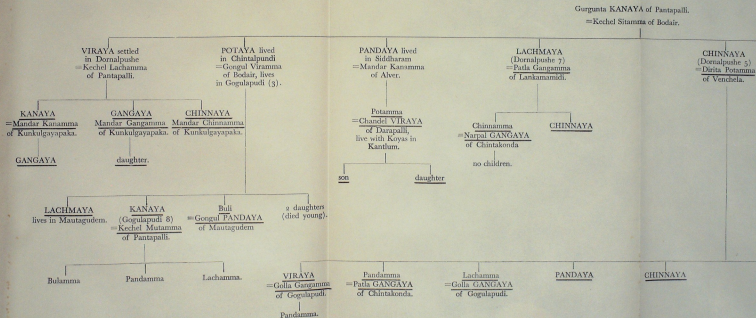 Gurgunta KANAYA of Pantapalli.
=Kechel Sitamma of Bodair.
VIRAYA settled
in Dornalpushe
=Kechel Lachamma
of Pantapalli.
POTAYA lived
in Chintalpundi
=Gongul Viramma
of Bodair, lives
in Gogulapudi (3).
PANDAYA lived
in Siddharam
=Mandar Kanamma
of Alver.
LACHMAYA
(Dornalpushe 7)
=Patla Gangamma
of Lankamamidi.
CHINNAYA
(Dornalpushe 5)
=Dirita Potamma
of Venchela.
KANAYA
=Mandar Kanamma
of Kunkulgayapaka.
GANGAYA
Mandar Gangamma
of Kunkulgayapaka.
CHINNAYA
Mandar Chinnamma
of Kunkulgayapaka.
Potamma
=Chandel VIRAYA
of Darapalli,
live with Koyas in
Kantlum.
Chinnamma
=Narpal GANGAYA
of Chintakonda
CHINNAYA
GANGAYA
daughter.
no children.
son
daughter
LACHMAYA
lives in Mautagudem.
KANAYA
(Gogulapudi 8)
=Kechel Mutamma
of Pantapalli.
Buli
=Gongul PANDAYA
of Mautagudem
2 daughters
(died young).
Bulamma
Pandamma
Lachamma.
VIRAYA
=Golla Gangamma
of Gogulapudi.
Pandamma
=Patla GANGAYA
of Chintakonda.
Lachamma
=Golla GANGAYA
of Gogulapudi.
PANDAYA
CHINNAYA
Pandamma.